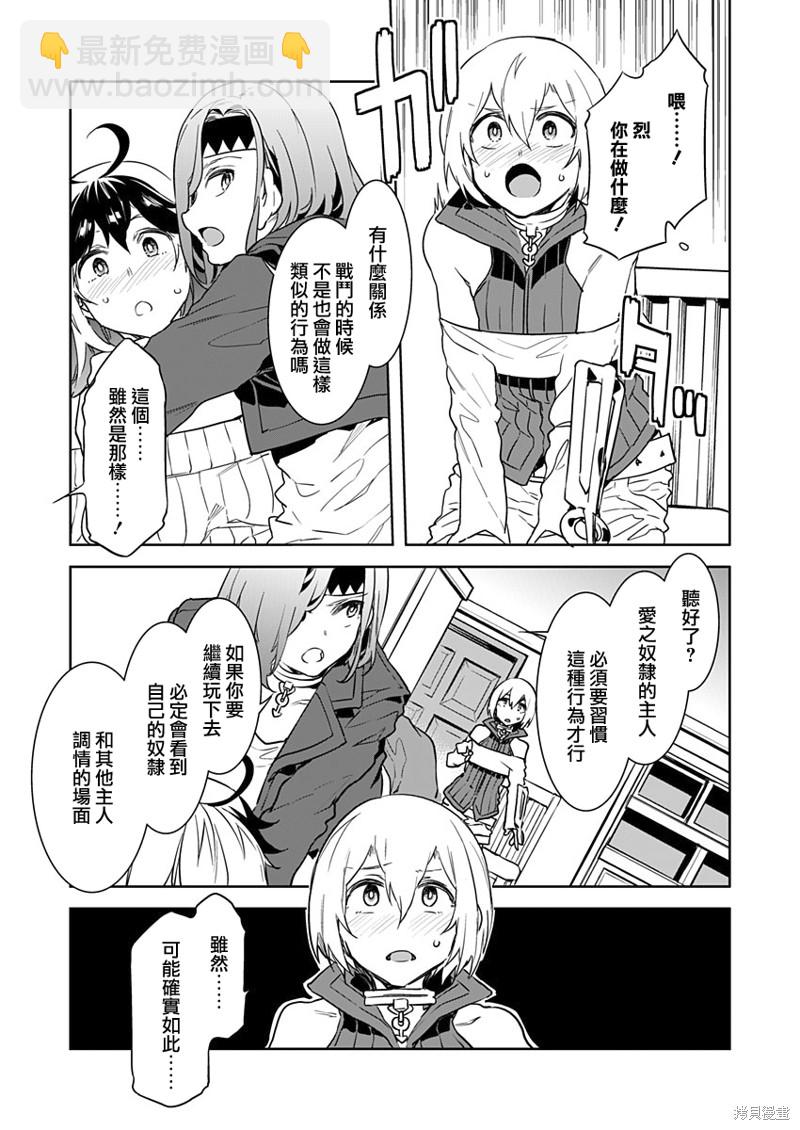 👇最新免費漫画👇
www.baozimh.com
喂……！
烈
你在做什麼！
ガ
バ
有什麼關係
戰鬥的時候
不是也會做這樣
類似的行為嗎
這個……
雖然是那樣……！
聽好了？
愛之奴隸的主人
必須要習慣
這種行為才行
如果你要
繼續玩下去
必定會看到
自己的奴隸
和其他主人
調情的場面
雖然……
可能確實如此……
拷貝漫畫